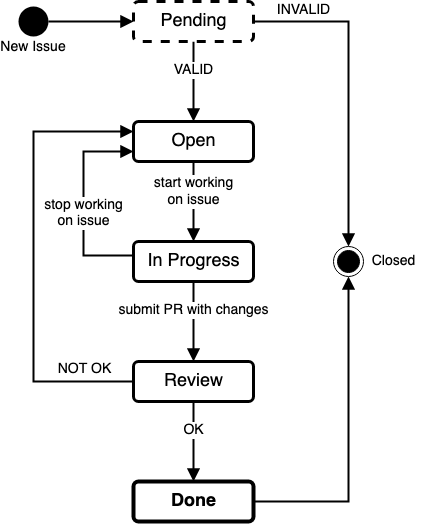 Pending
INVALID
New Issue
VALID
Open
start working
on issue
stop working
on issue
In Progress
Closed
submit PR with changes
NOT OK
Review
OK
Done